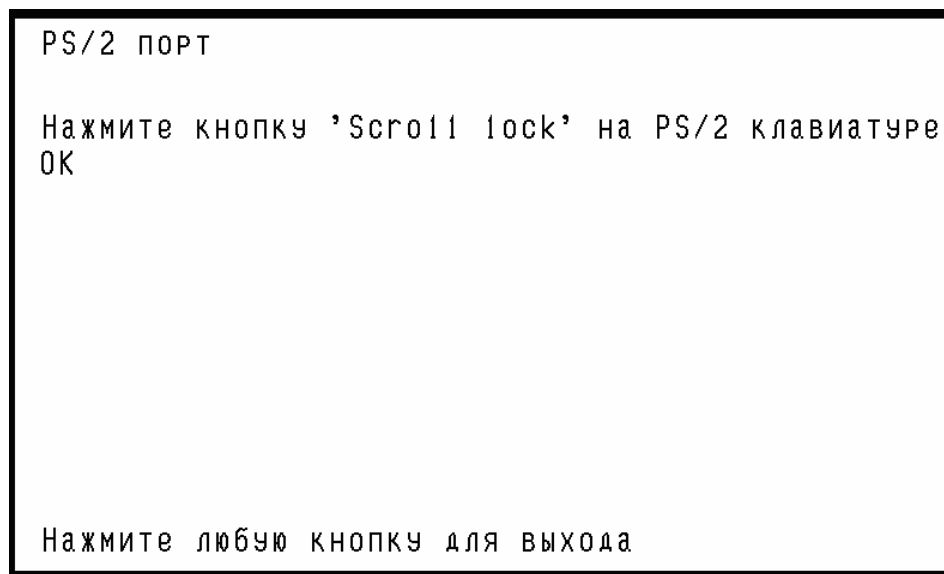 PS/2 порт
Нажмите кнопку 'Scroll lock' на PS/2 клавиатуре
OK
Нажмите любую кнопку для выхода